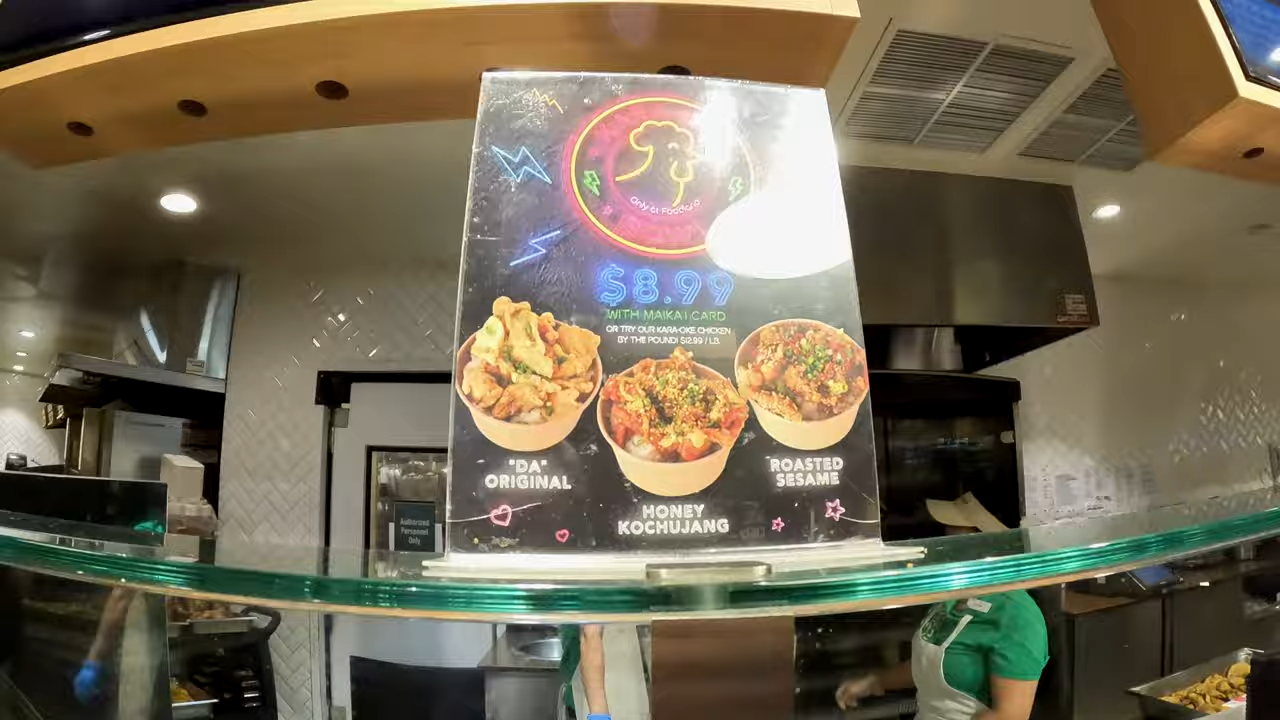 Only at Foodland
$8.99
WITH MAIKA'I CARD
OR TRY OUR KARA-OKE CHICKEN
BY THE POUND! $12.99 / LB.
"DA"
ORIGINAL
ROASTED
SESAME
HONEY
KOCHUJANG
Authorized
Personnel
Only